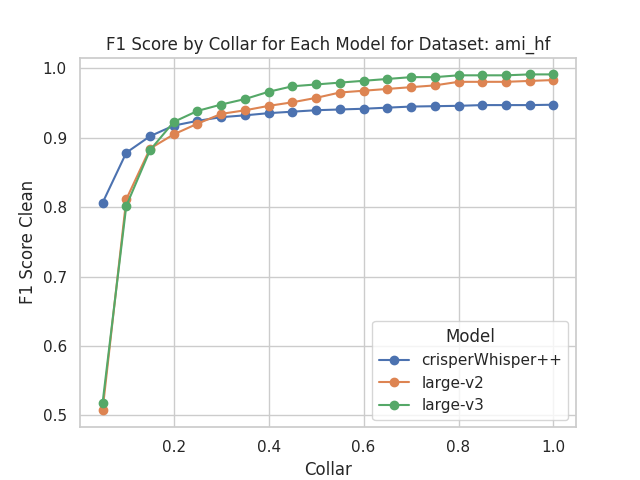 F1 Score by Collar for Each Model for Dataset: ami_hf
F1 Score Clean
1.0
0.9
0.8
0.7
0.6
0.5
0.2
0.4
0.6
0.8
1.0
Collar
Model
crisperWhisper++
large-v2
large-v3